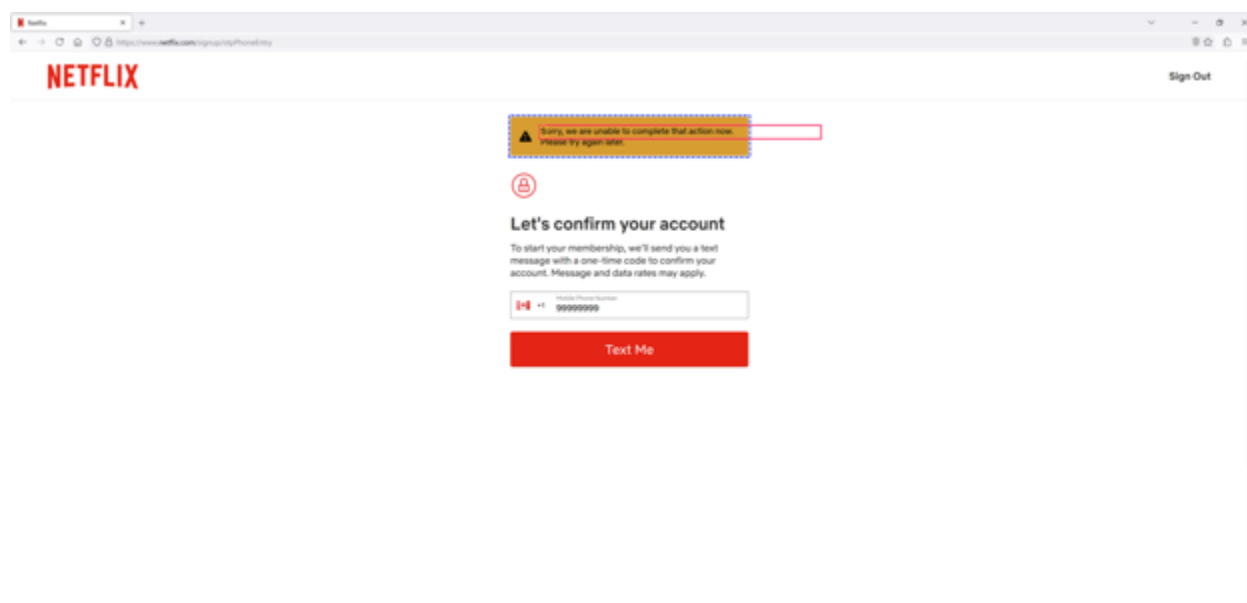 Netflix
https://www.netflix.com/signup/otpPhoneEntry
NETFLIX
Sign Out
Sorry, we are unable to complete that action now.
Please try again later.
Let's confirm your account
To start your membership, we'll send you a text
message with a one-time code to confirm your
account. Message and data rates may apply.
Mobile Phone Number
+1 99999999
Text Me